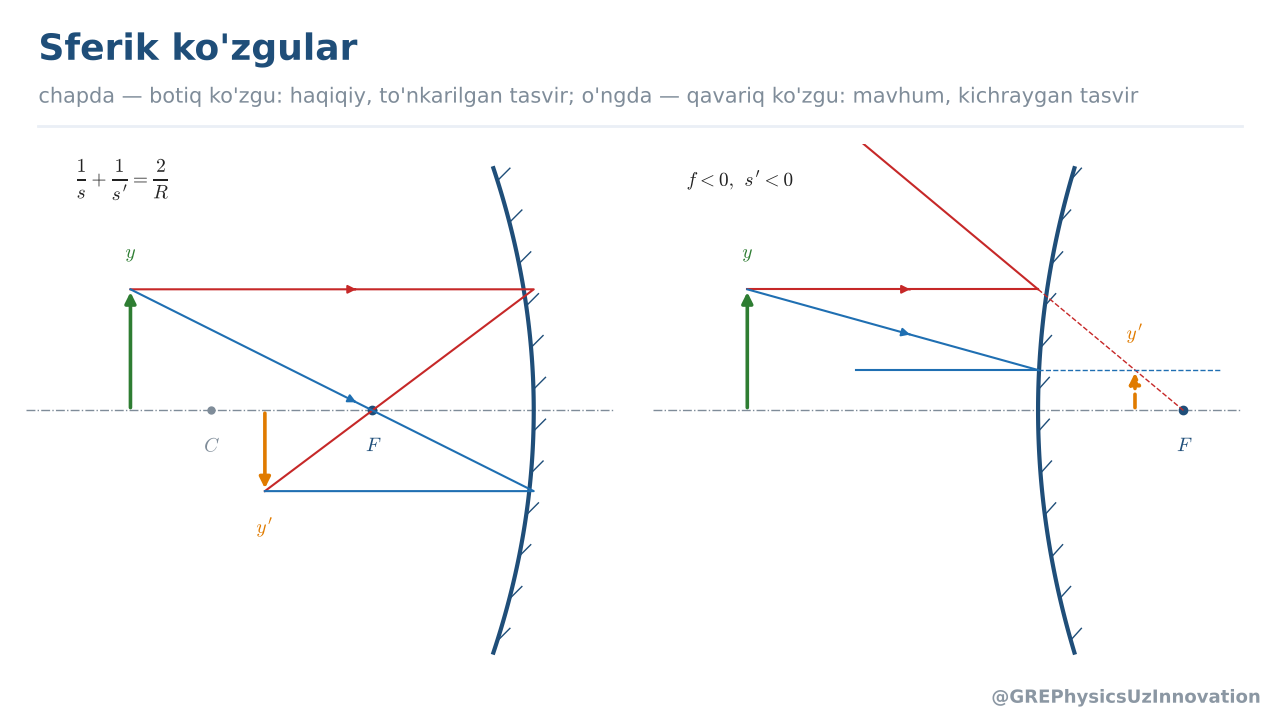 Sferik ko'zgular
chapda — botiq ko'zgu: haqiqiy, to'nkarilgan tasvir; o'ngda — qavariq ko'zgu: mavhum, kichraygan tasvir
1/s + 1/s′ = 2/R
f < 0, s′ < 0
y
y
y′
C
F
F
y′
@GREPhysicsUzInnovation